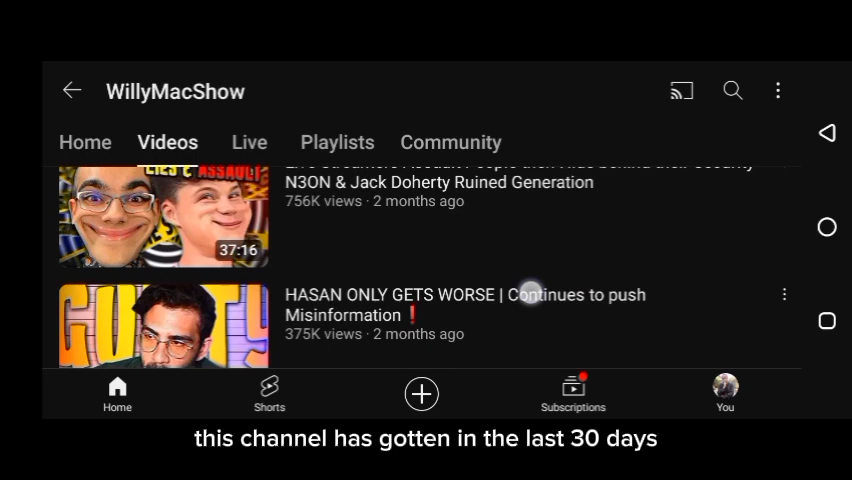 WillyMacShow
Home Videos Live Playlists Community
LIES & ASSAULT
N3ON & Jack Doherty Ruined Generation
756K views · 2 months ago
37:16
HASAN ONLY GETS WORSE | Continues to push
Misinformation❗
375K views · 2 months ago
GUILTY
Home Shorts Subscriptions You
this channel has gotten in the last 30 days